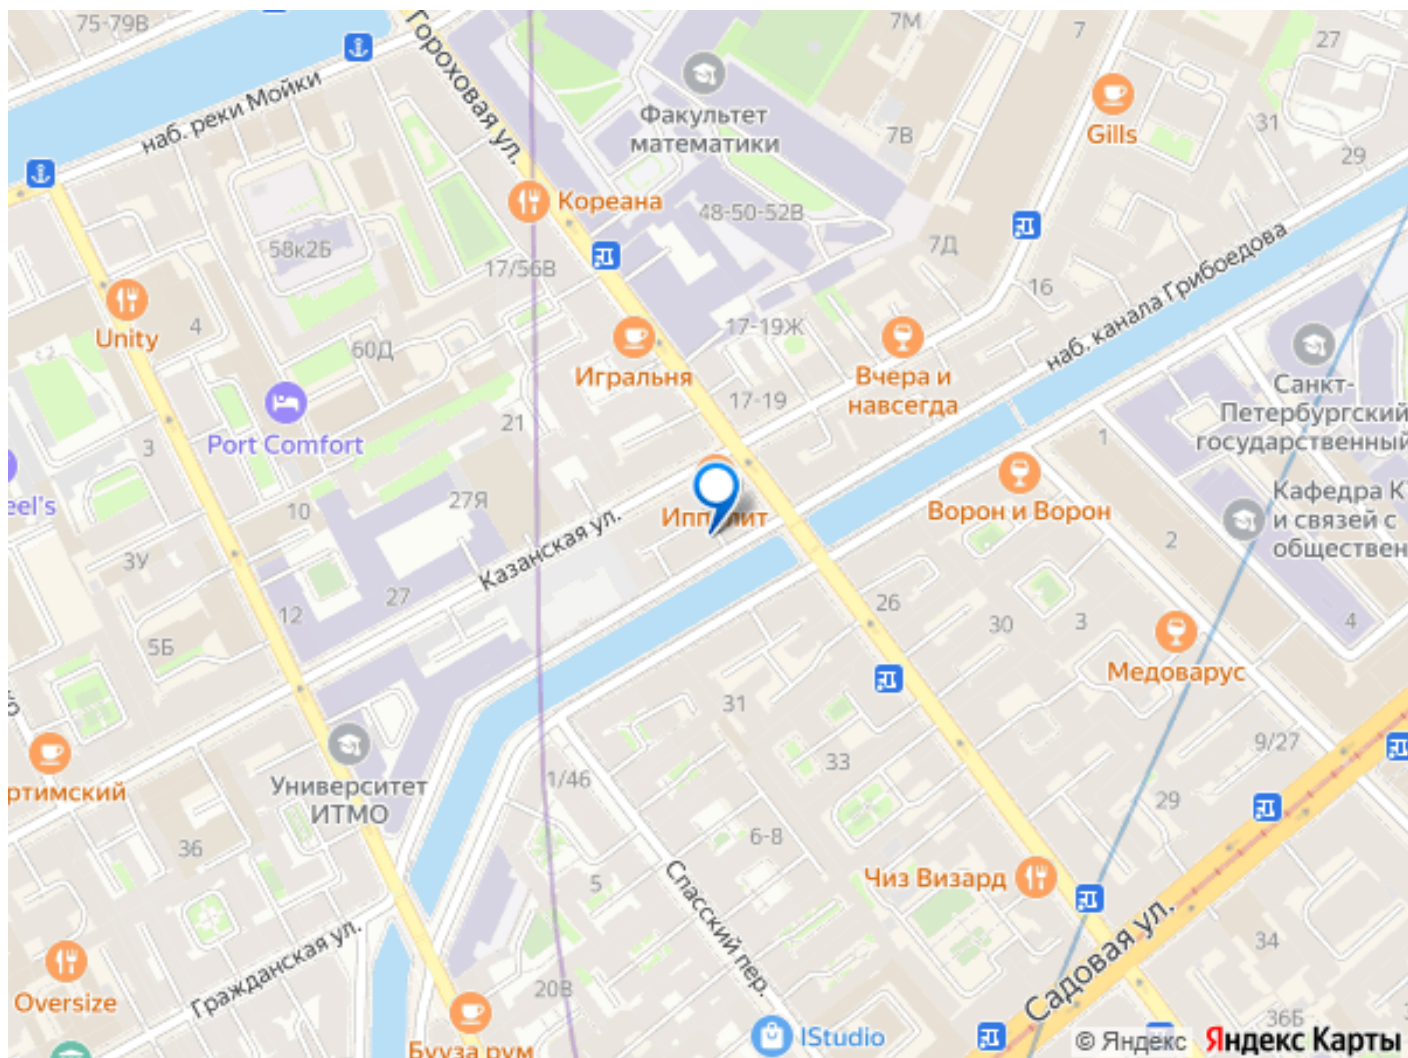 75-79В
7М
7
27
Гороховая ул.
наб. реки Мойки
Факультет
математики
7В
Gills
31
29
Кореана
48-50-52В
58к2Б
17/56В
7Д
16
наб. канала Грибоедова
Unity
4
60Д
Игральня
17-19Ж
Вчера и
навсегда
Санкт-
Петербургский
государственный
Port Comfort
3
21
17-19
1
eel's
10
27Я
Казанская ул.
Ворон и Ворон
Кафедра К
и связей с
обществен
3У
2
12
27
26
30
3
4
5Б
Медоварус
31
9/27
Университет
ИТМО
ртимский
1/46
33
29
36
6-8
5
Чиз Визард
Спасский пер.
Садовая ул.
34
Гражданская ул.
Oversize
20В
IStudio
36Б
Бууза рум
© Яндекс Яндекс Карты